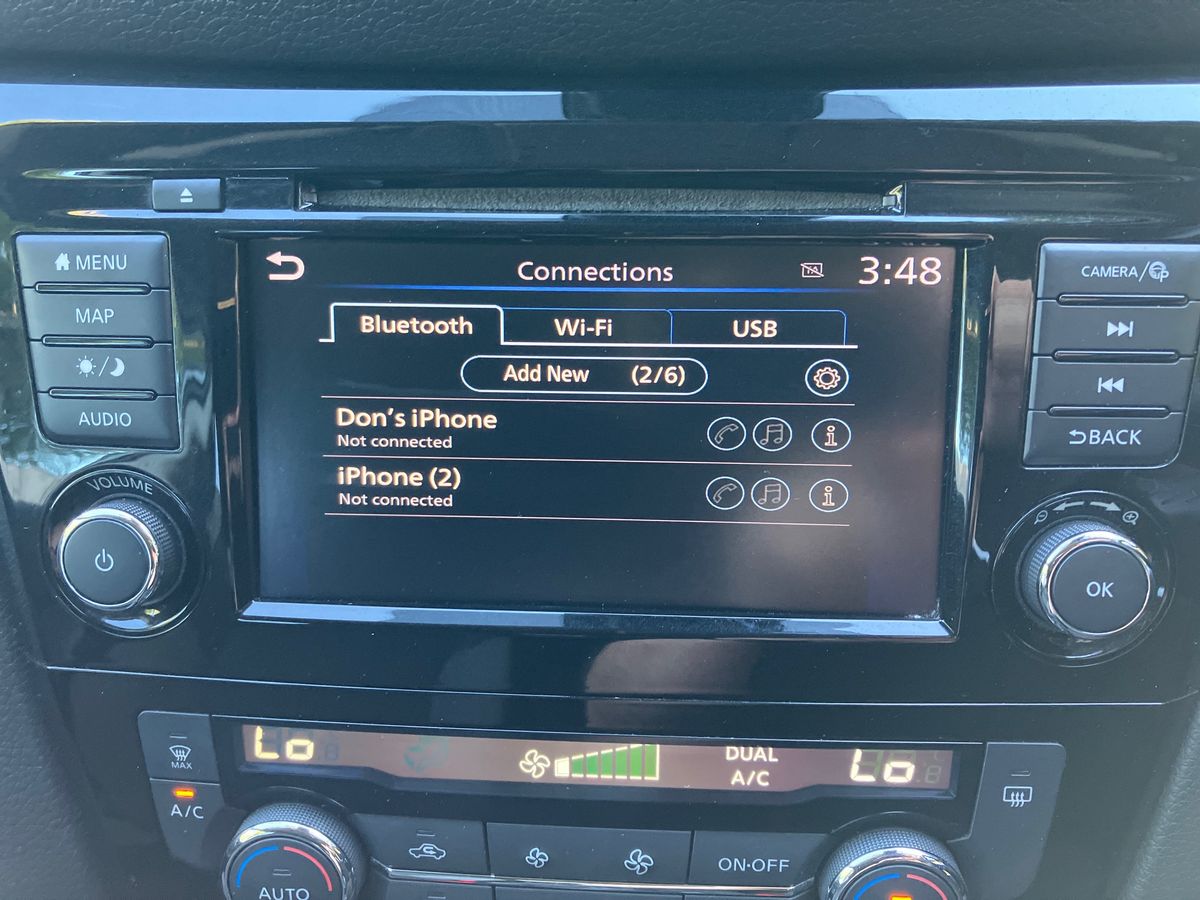 MENU
MAP
AUDIO
VOLUME
Connections
TA
3:48
Bluetooth
Wi-Fi
USB
Add New (2/6)
Don's iPhone
Not connected
i
iPhone (2)
Not connected
i
CAMERA/
BACK
OK
MAX
A/C
Lo
DUAL
A/C
Lo
AUTO
ON·OFF